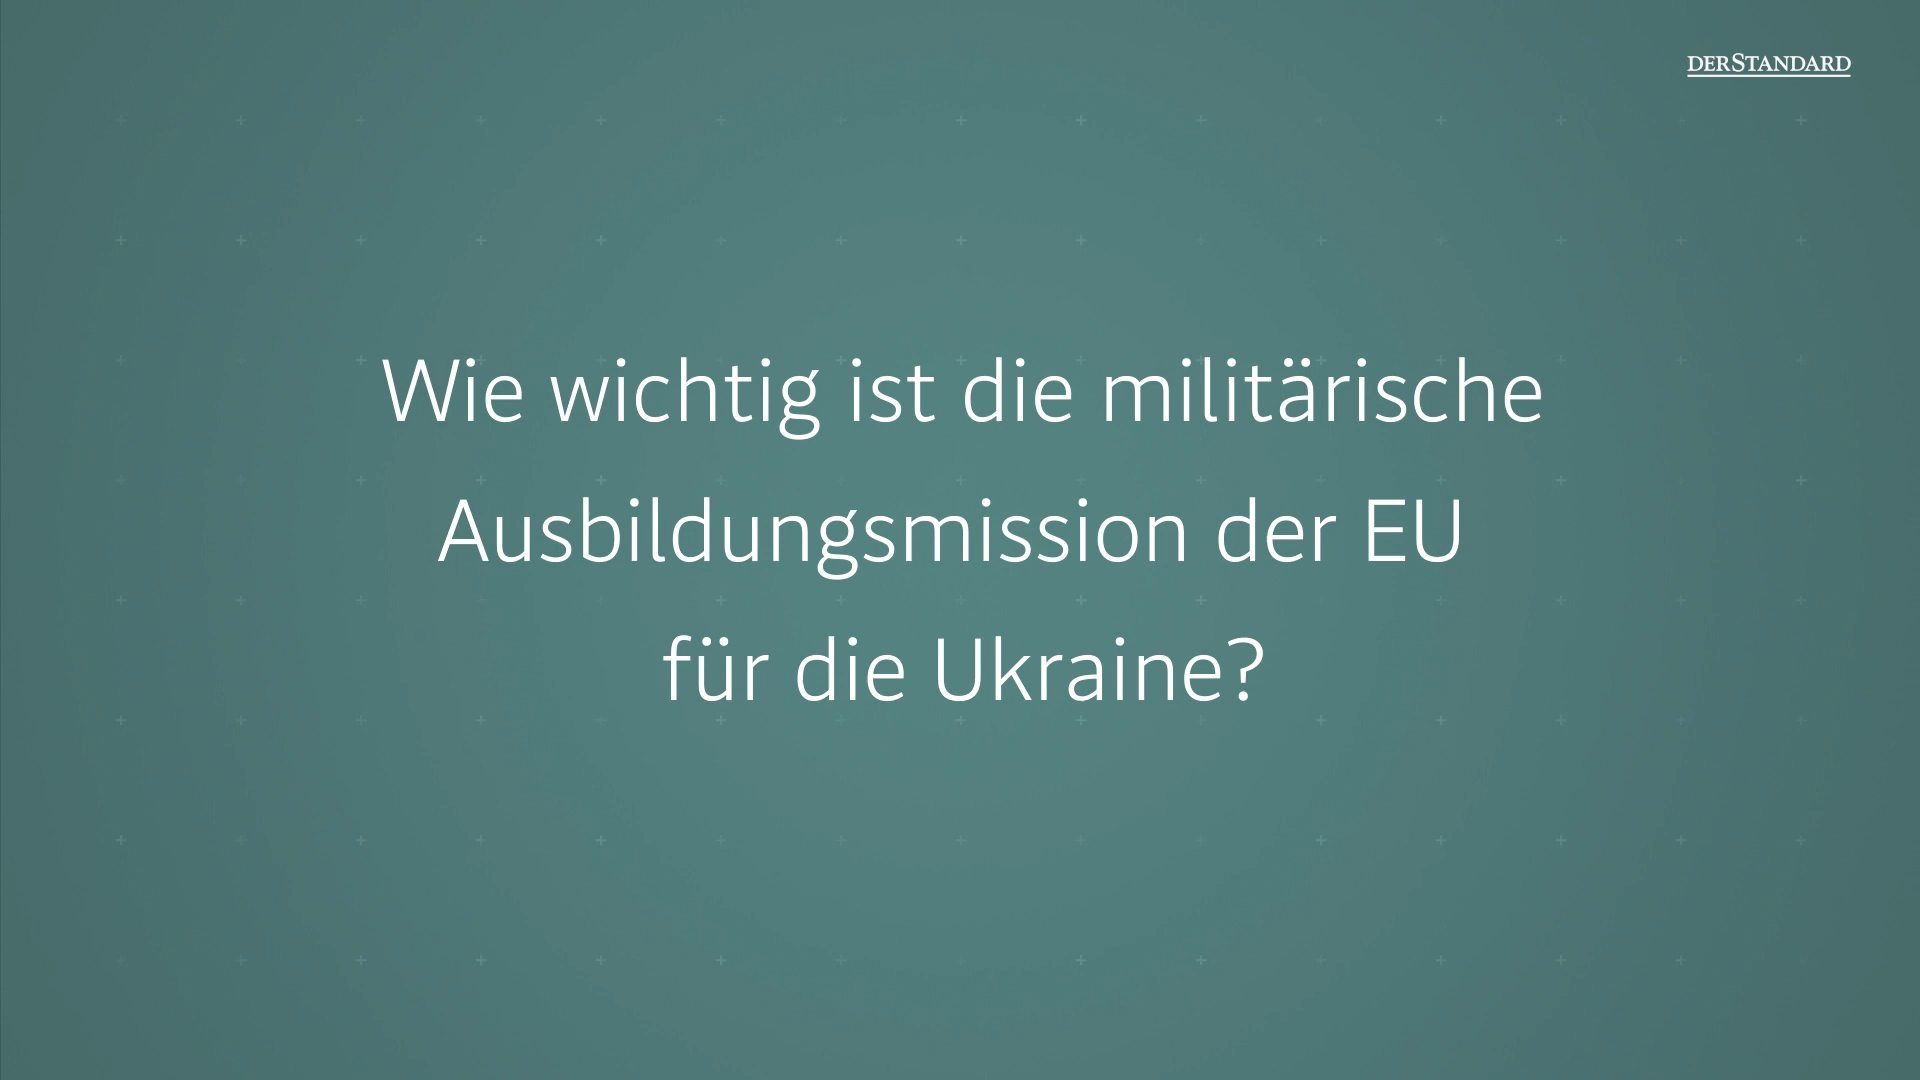 DERSTANDARD
Wie wichtig ist die militärische
Ausbildungsmission der EU
für die Ukraine?